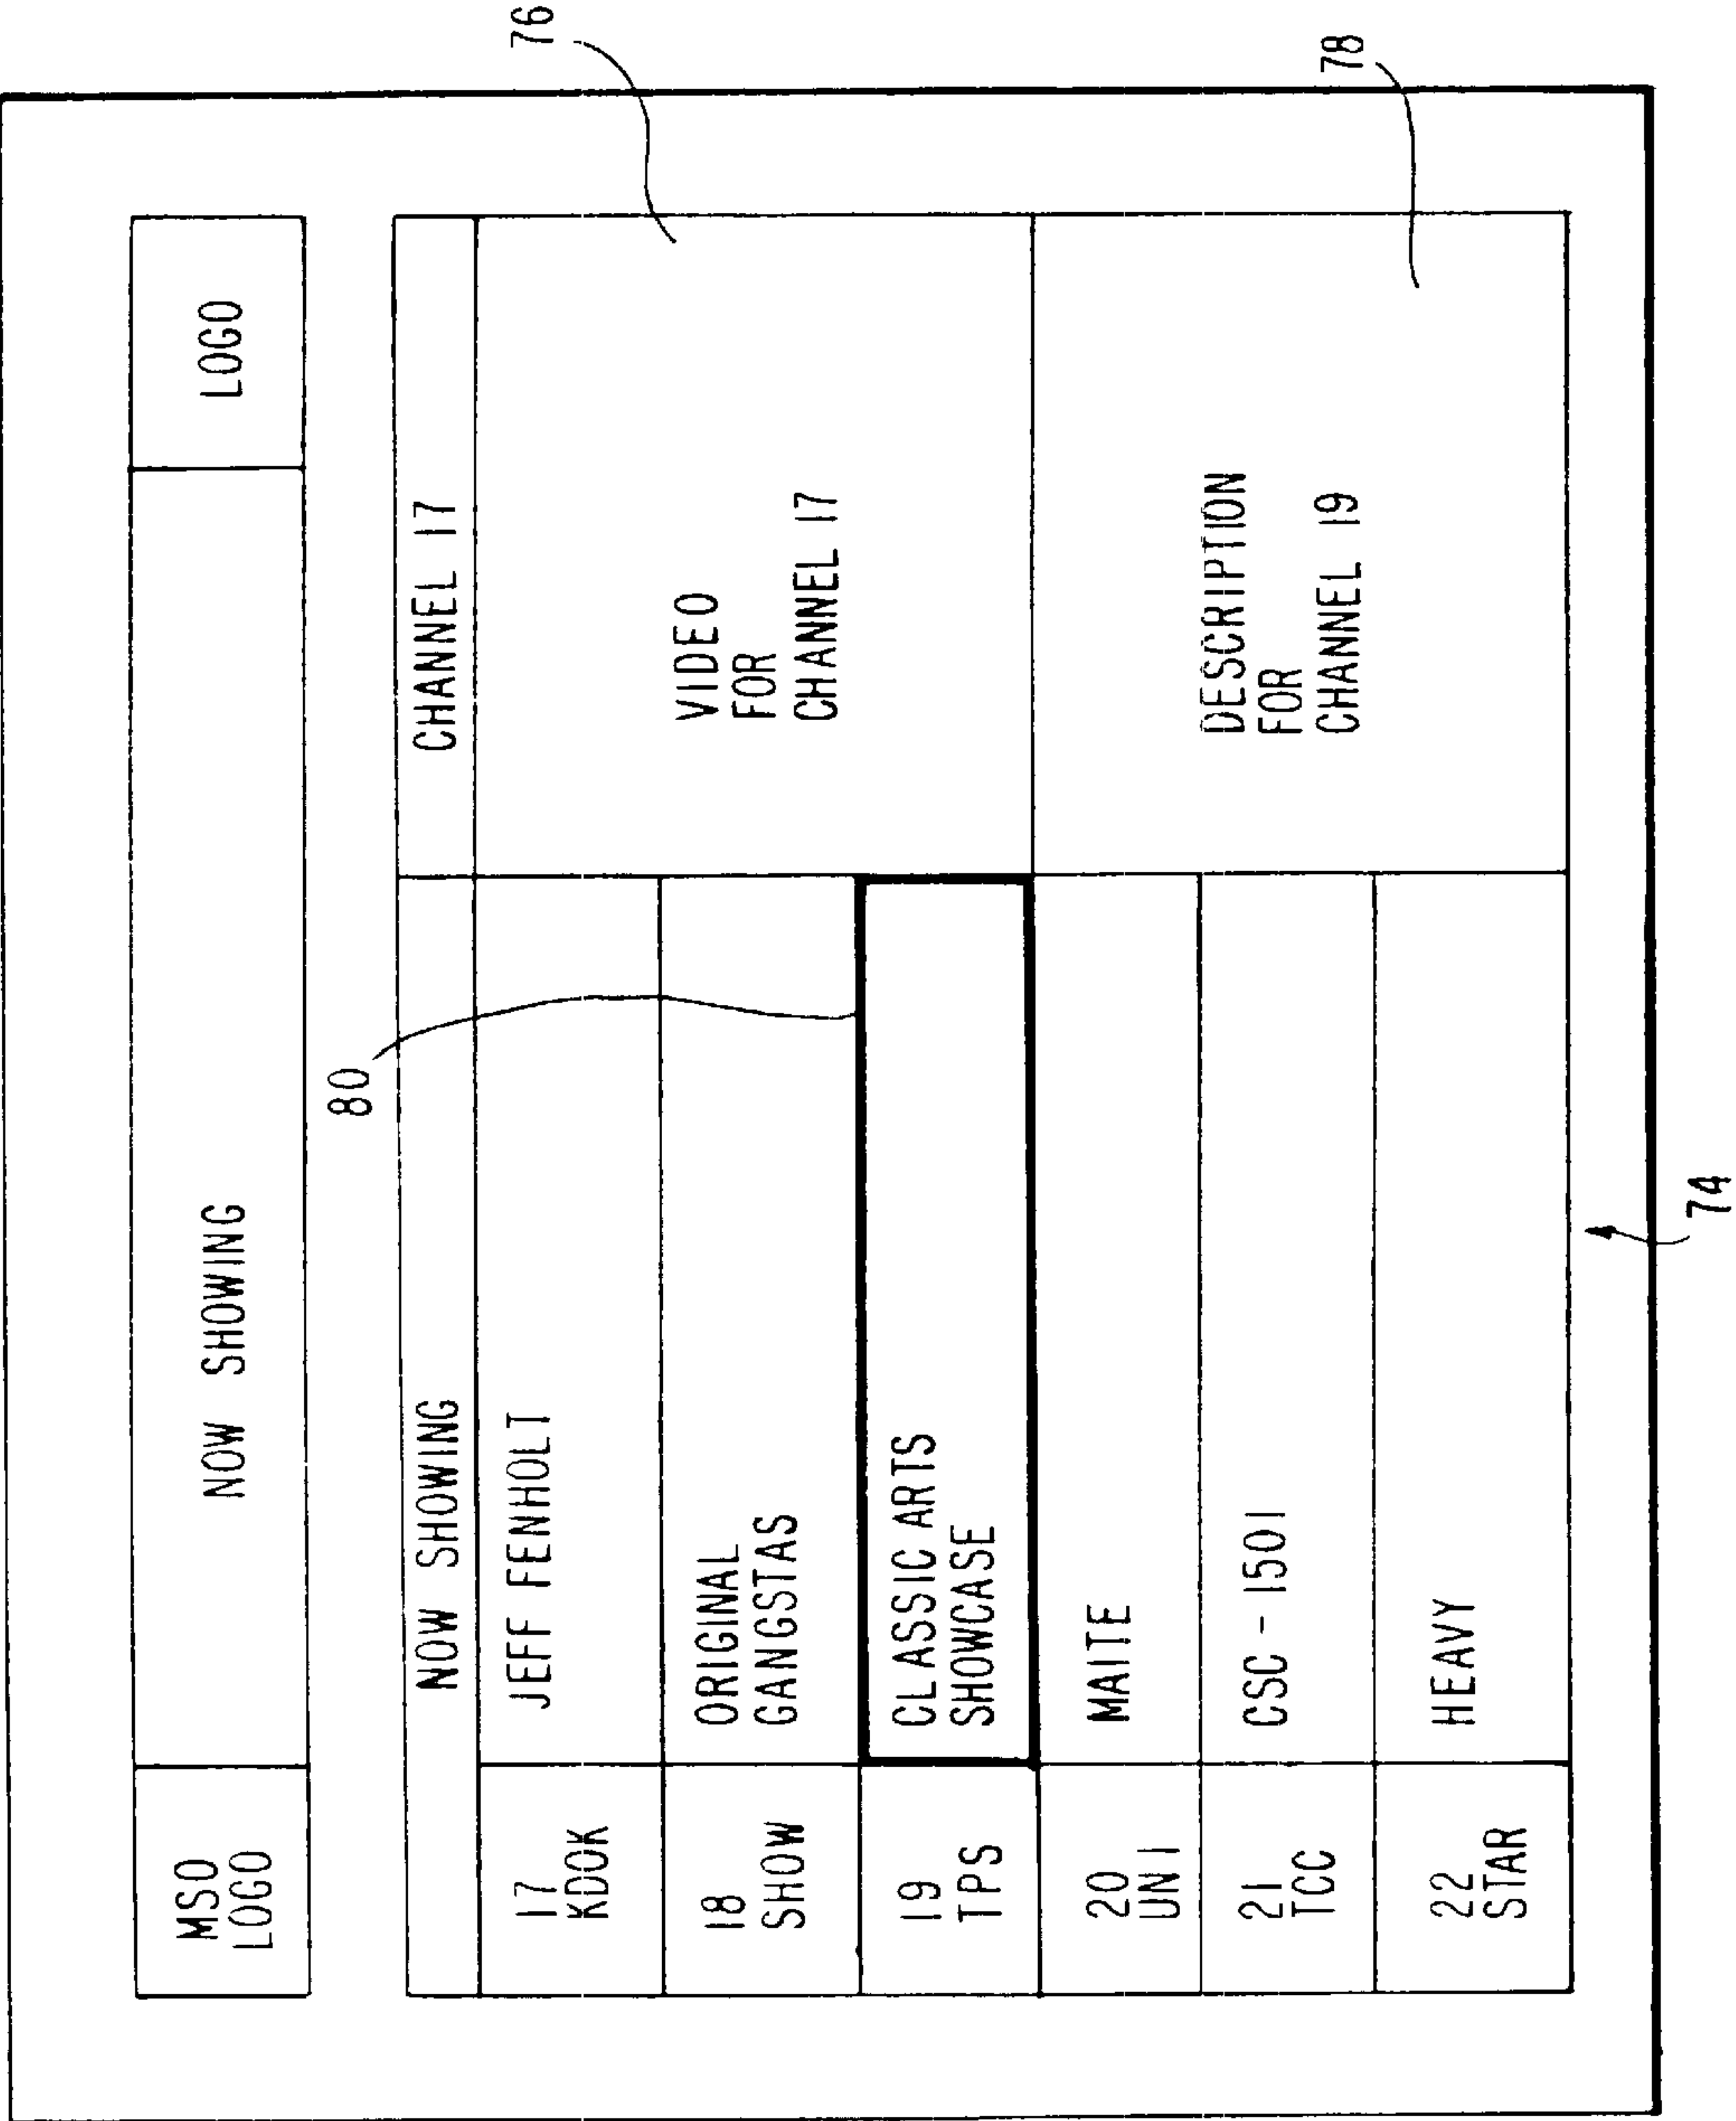 MSO
LOGO
NOW SHOWING
LOGO
80
NOW SHOWING
CHANNEL 17
17
KDOK
JEFF FENHOLT
VIDEO
FOR
CHANNEL 17
76
18
SHOW
ORIGINAL
GANGSTAS
19
TPS
CLASSIC ARTS
SHOWCASE
20
UNI
MAITE
DESCRIPTION
FOR
CHANNEL 19
78
21
TCC
CSC - 1501
22
STAR
HEAVY
74